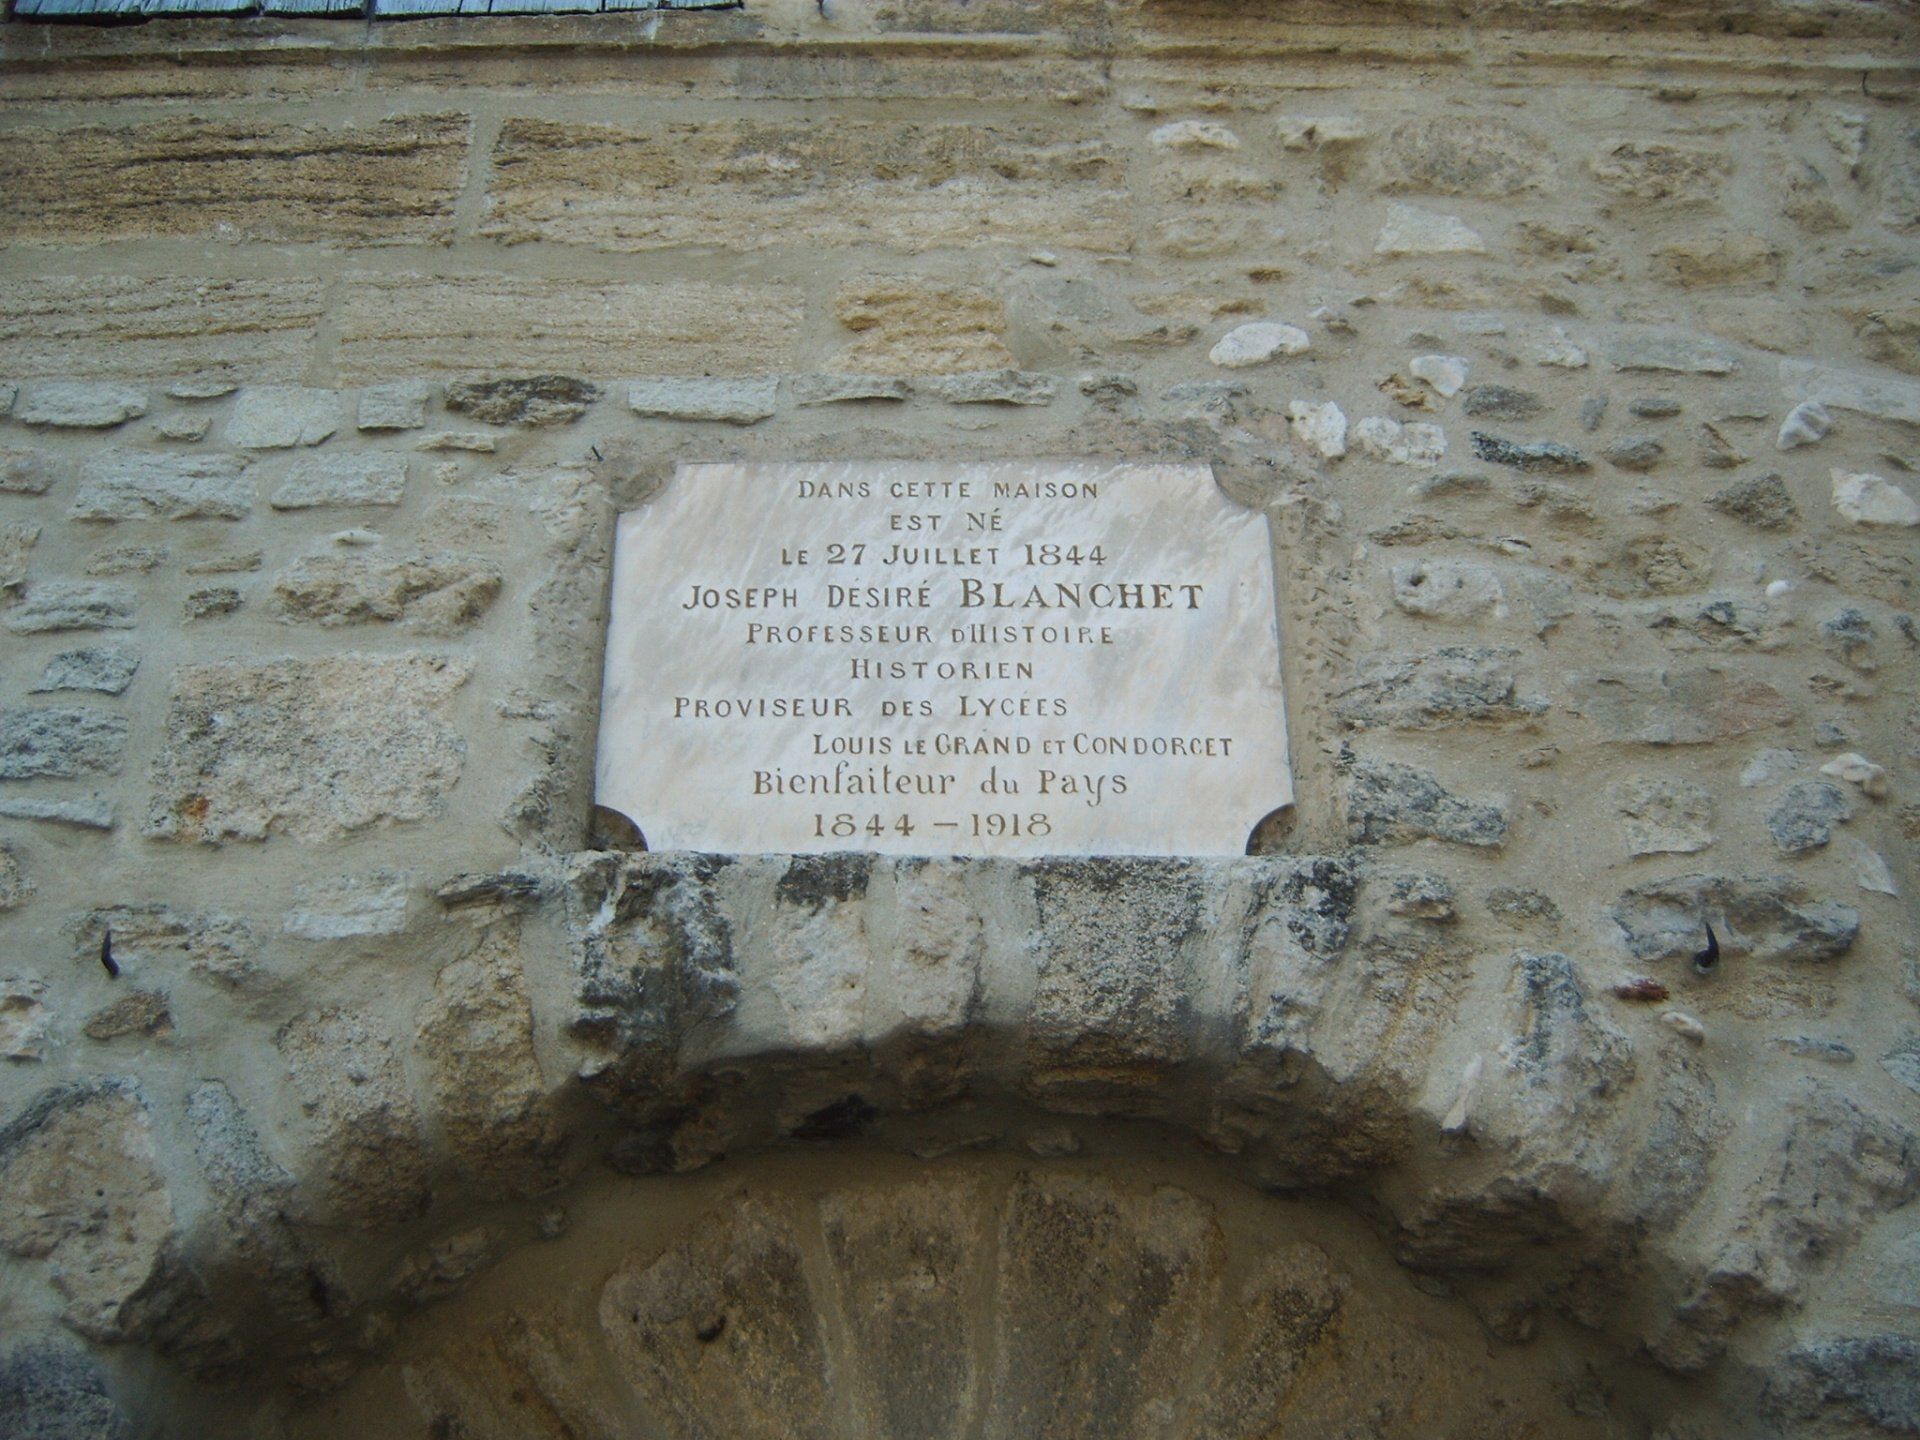 DANS CETTE MAISON
EST NÉ
LE 27 JUILLET 1844
JOSEPH DÉSIRÉ BLANCHET
PROFESSEUR D'HISTOIRE
HISTORIEN
PROVISEUR DES LYCÉES
LOUIS LE GRAND ET CONDORCET
Bienfaiteur du Pays
1844 – 1918